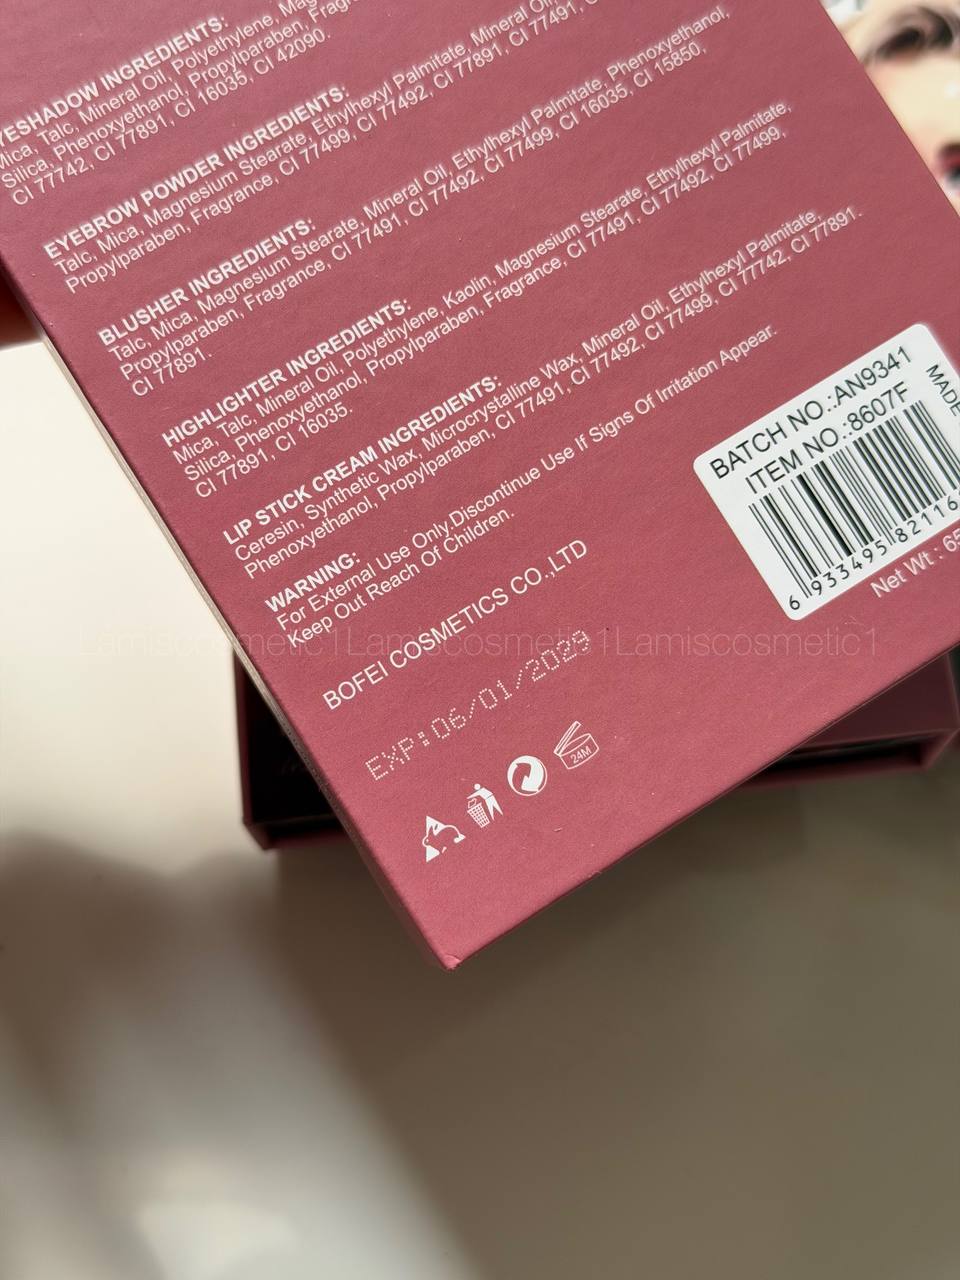 EYESHADOW INGREDIENTS:
Mica, Talc, Mineral Oil, Polyethylene,
Silica, Phenoxyethanol, Propylparaben,
CI 77742, CI 77891, CI 16035, CI 42090.
EYEBROW POWDER INGREDIENTS:
Talc, Mica, Magnesium Stearate, Ethylhexyl Palmitate, Mineral Oil,
Propylparaben, Fragrance, CI 77499, CI 77492, CI 77891, CI 77491,
BLUSHER INGREDIENTS:
Talc, Mica, Magnesium Stearate, Mineral Oil, Ethylhexyl Palmitate, Phenoxyethanol,
Propylparaben, Fragrance, CI 77491, CI 77492, CI 77499, CI 16035, CI 15850,
CI 77891.
HIGHLIGHTER INGREDIENTS:
Mica, Talc, Mineral Oil, Polyethylene, Kaolin, Magnesium Stearate, Ethylhexyl Palmitate,
Silica, Phenoxyethanol, Propylparaben, Fragrance, CI 77491, CI 77492, CI 77499,
CI 77891, CI 16035.
LIP STICK CREAM INGREDIENTS:
Ceresin, Synthetic Wax, Microcrystalline Wax, Mineral Oil, Ethylhexyl Palmitate,
Phenoxyethanol, Propylparaben, CI 77491, CI 77492, CI 77499, CI 77742, CI 77891.
WARNING:
For External Use Only.Discontinue Use If Signs Of Irritation Appear.
Keep Out Reach Of Children.
BOFEI COSMETICS CO.,LTD
EXP:06/01/2029
24M
BATCH NO.:AN9341
ITEM NO.:8607F
MADE
6 933495 82116
Net Wt : 65
Lamiscosmetic1Lamiscosmetic1Lamiscosmetic1